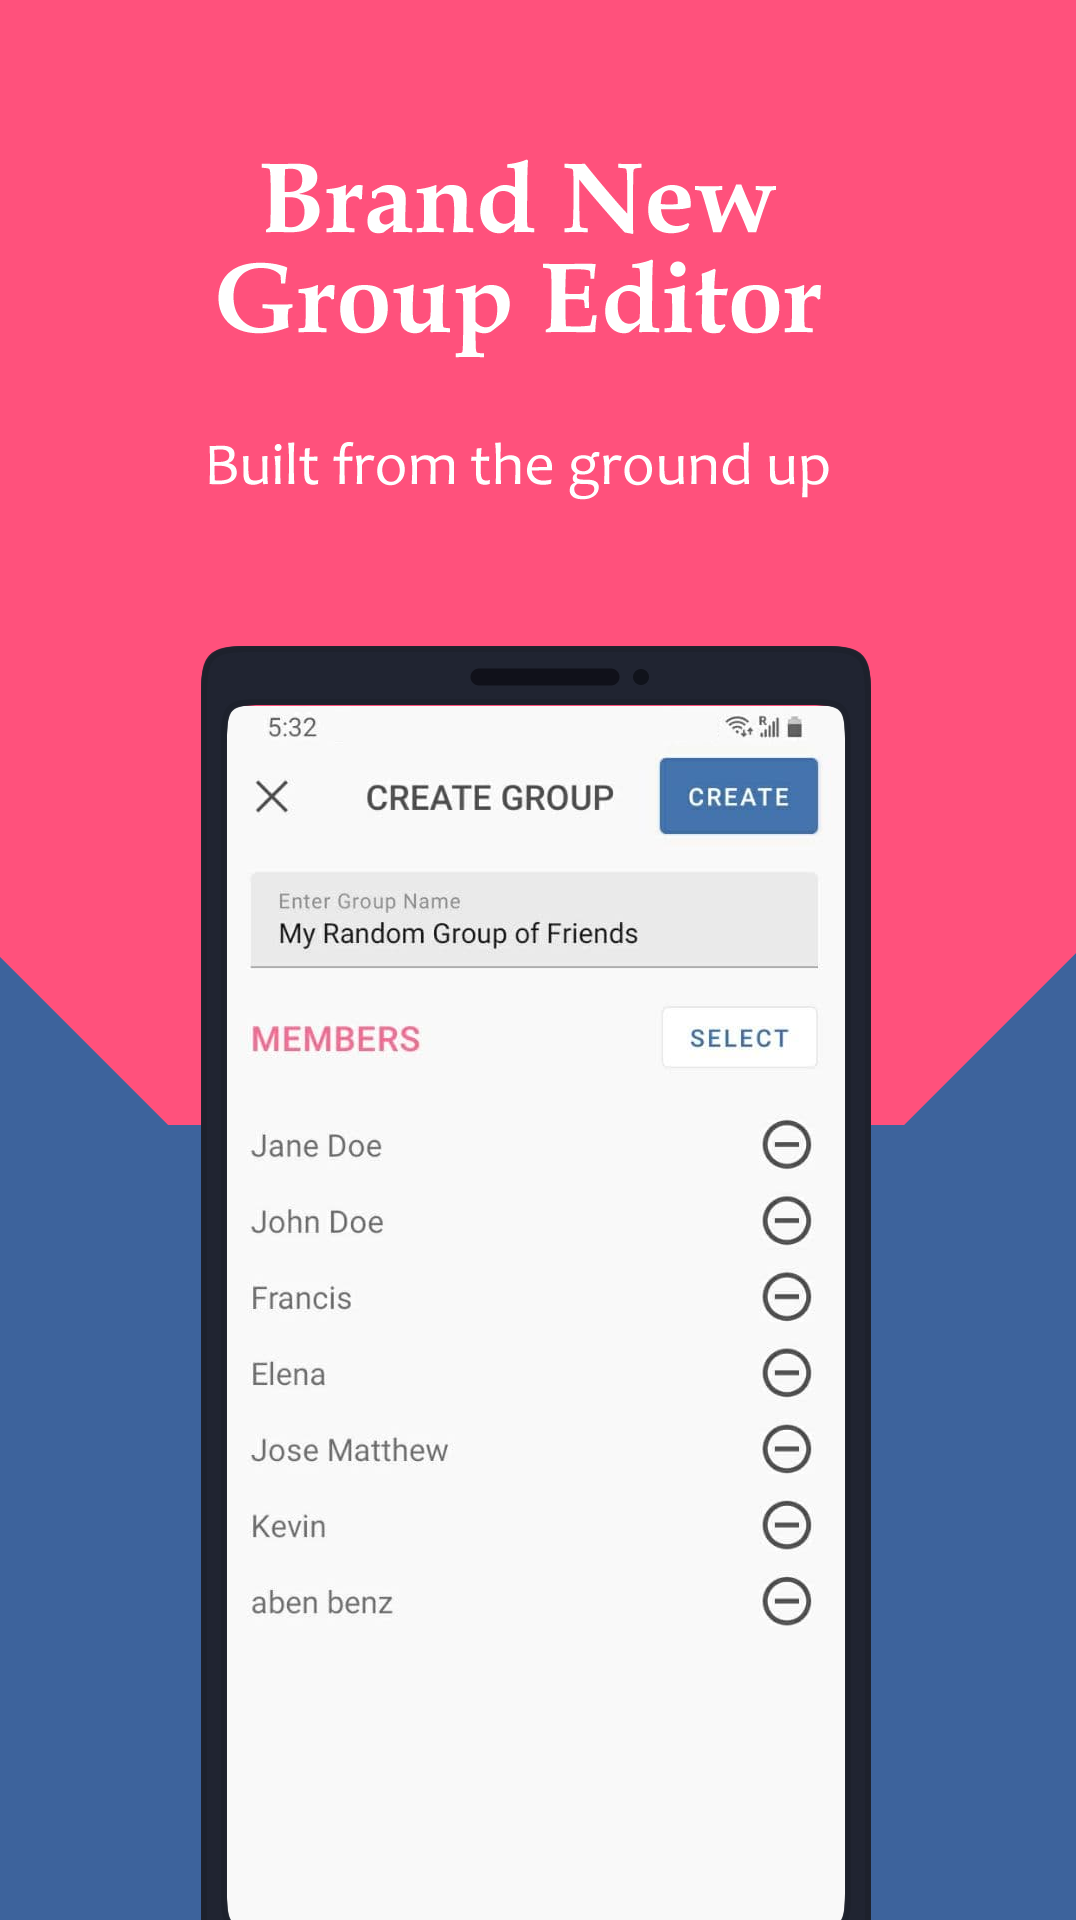 Brand New
Group Editor
Built from the ground up
5:32
R
CREATE GROUP
CREATE
Enter Group Name
My Random Group of Friends
MEMBERS
SELECT
Jane Doe
John Doe
Francis
Elena
Jose Matthew
Kevin
aben benz